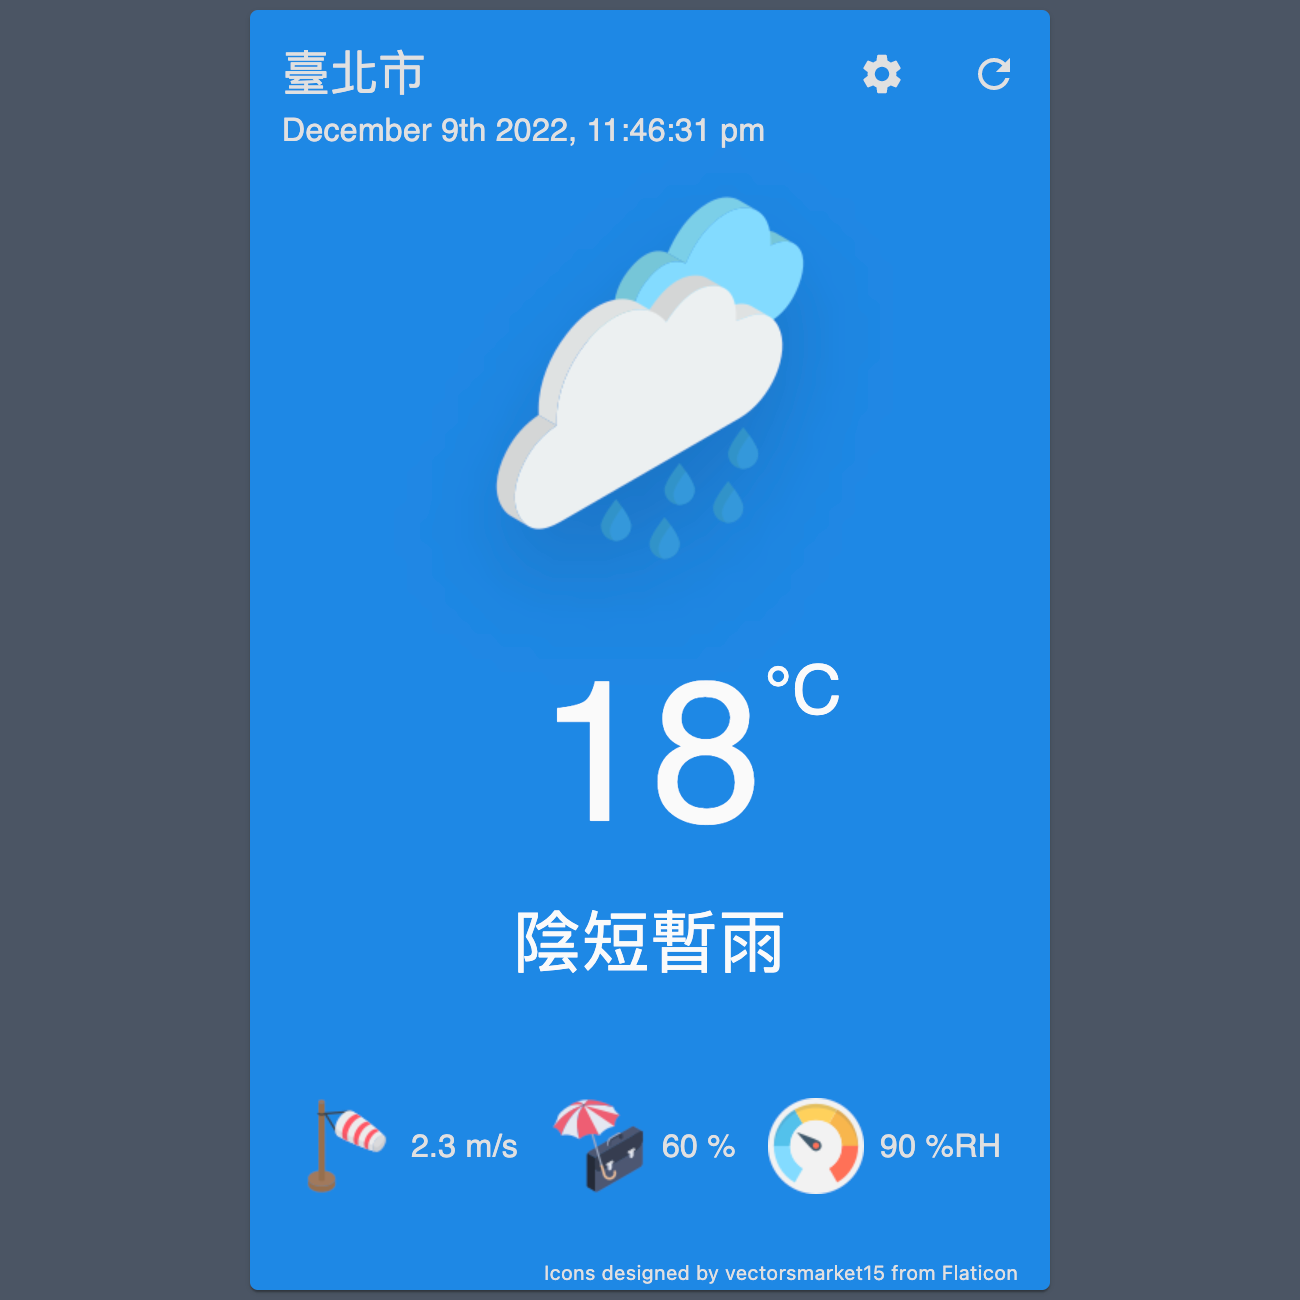 臺北市
December 9th 2022, 11:46:31 pm
18 °C
陰短暫雨
2.3 m/s 60 % 90 %RH
Icons designed by vectorsmarket15 from Flaticon